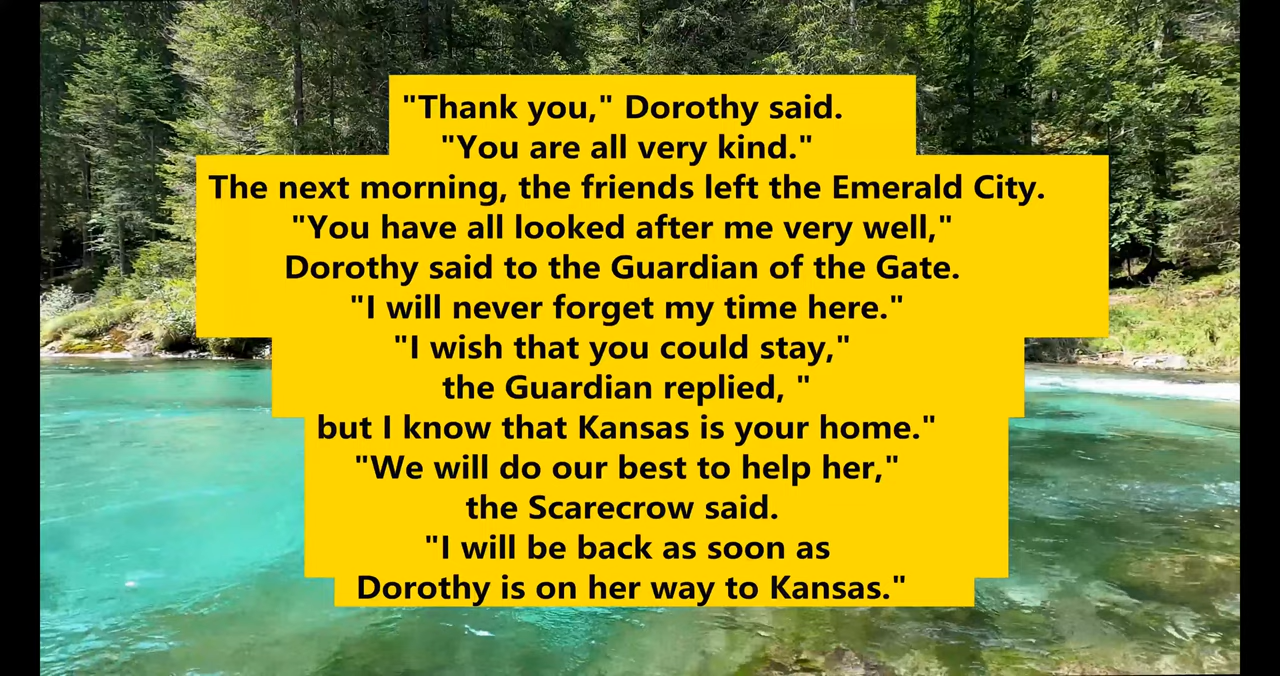 "Thank you," Dorothy said.
"You are all very kind."
The next morning, the friends left the Emerald City.
"You have all looked after me very well,"
Dorothy said to the Guardian of the Gate.
"I will never forget my time here."
"I wish that you could stay,"
the Guardian replied, "
but I know that Kansas is your home."
"We will do our best to help her,"
the Scarecrow said.
"I will be back as soon as
Dorothy is on her way to Kansas."